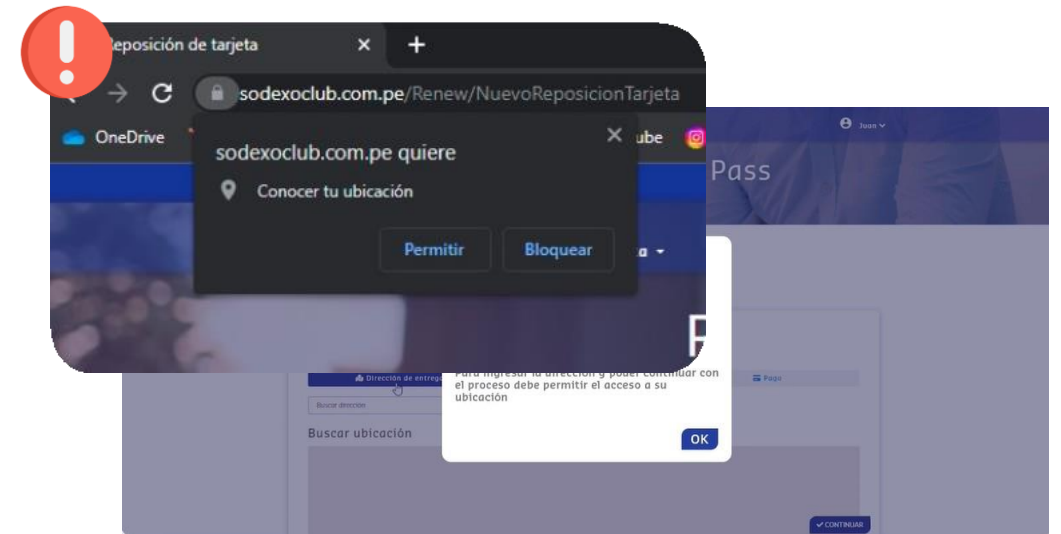 eposición de tarjeta
sodexoclub.com.pe/Renew/NuevoReposicionTarjeta
OneDrive
ube
sodexoclub.com.pe quiere
Conocer tu ubicación
Permitir
Bloquear
Juan
Pass
Para ingresar la dirección y poder continuar con
el proceso debe permitir el acceso a su
ubicación
OK
Dirección de entrega
Pago
Buscar dirección
Buscar ubicación
CONTINUAR